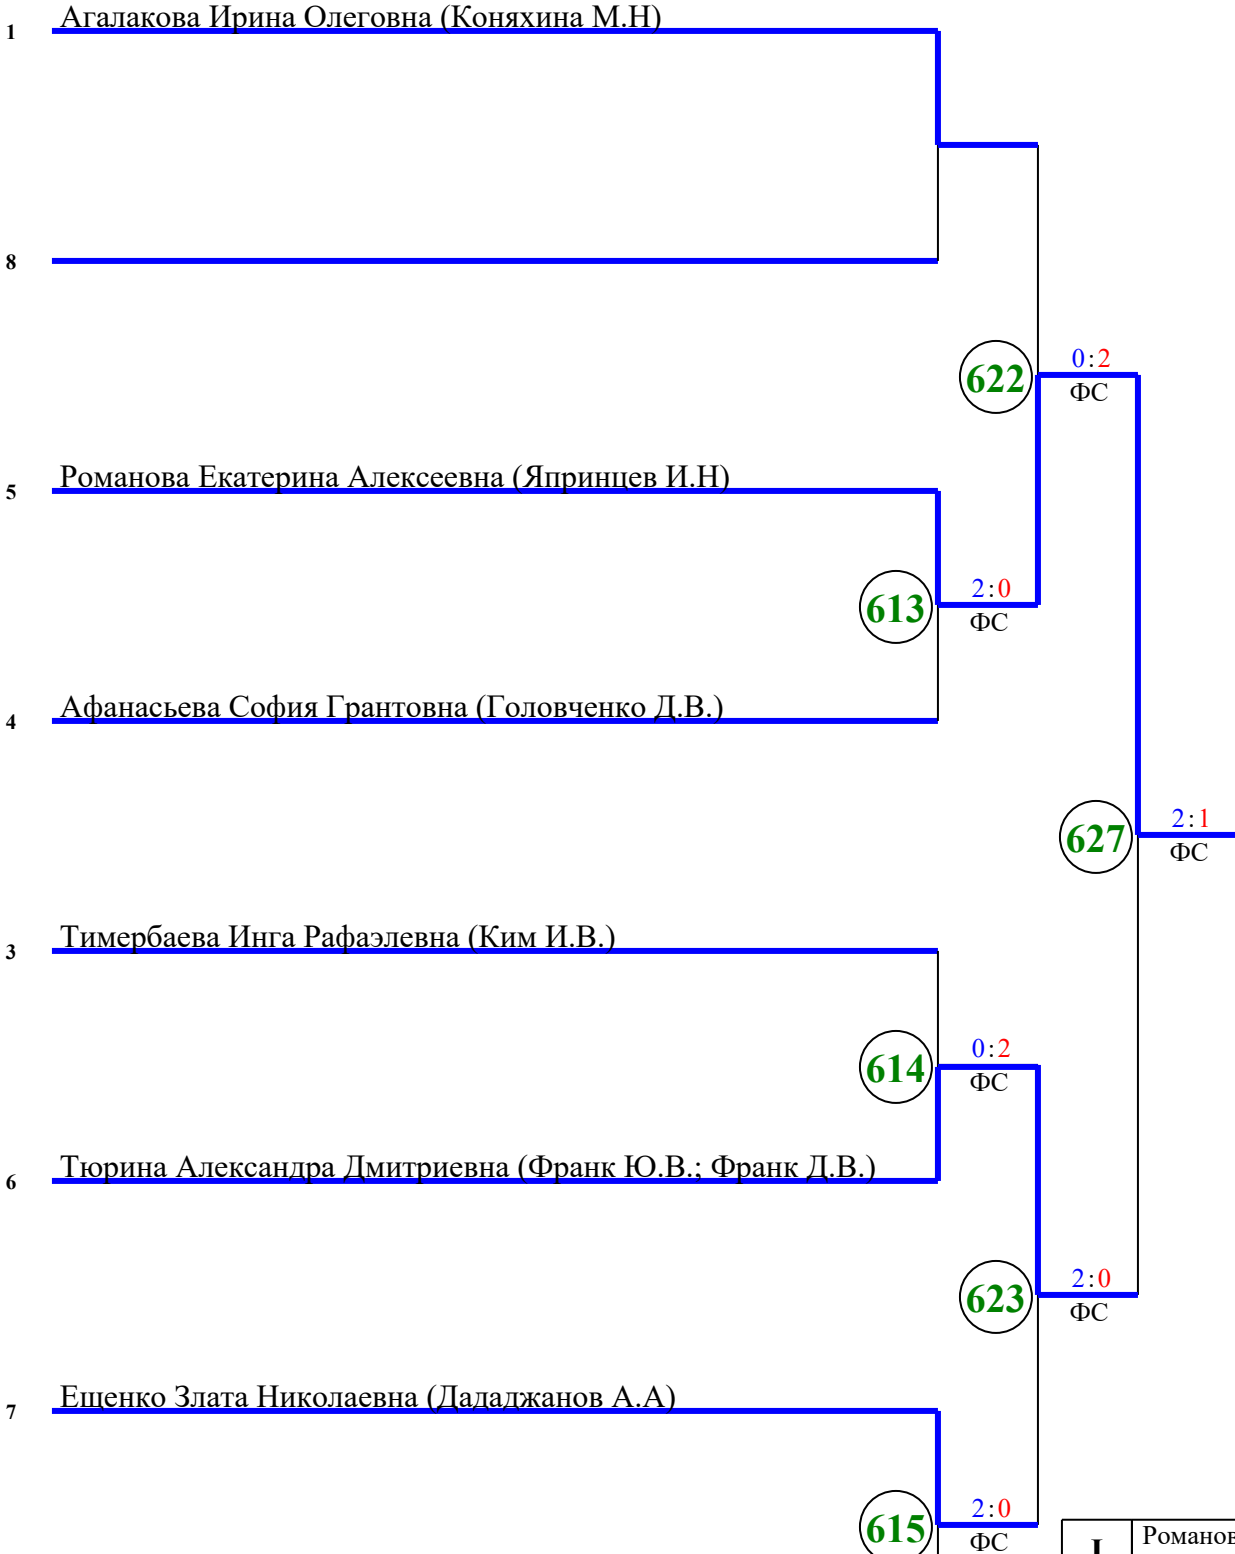 Агалакова Ирина Олеговна (Коняхина М.Н)
1
8
0:2
622
ФС
Романова Екатерина Алексеевна (Япринцев И.Н)
5
2:0
613
ФС
Афанасьева София Грантовна (Головченко Д.В.)
4
2:1
627
ФС
Тимербаева Инга Рафаэлевна (Ким И.В.)
3
0:2
614
ФС
Тюрина Александра Дмитриевна (Франк Ю.В.; Франк Д.В.)
6
2:0
623
ФС
Ещенко Злата Николаевна (Дададжанов А.А)
7
2:0
615
ФС
I
Романов